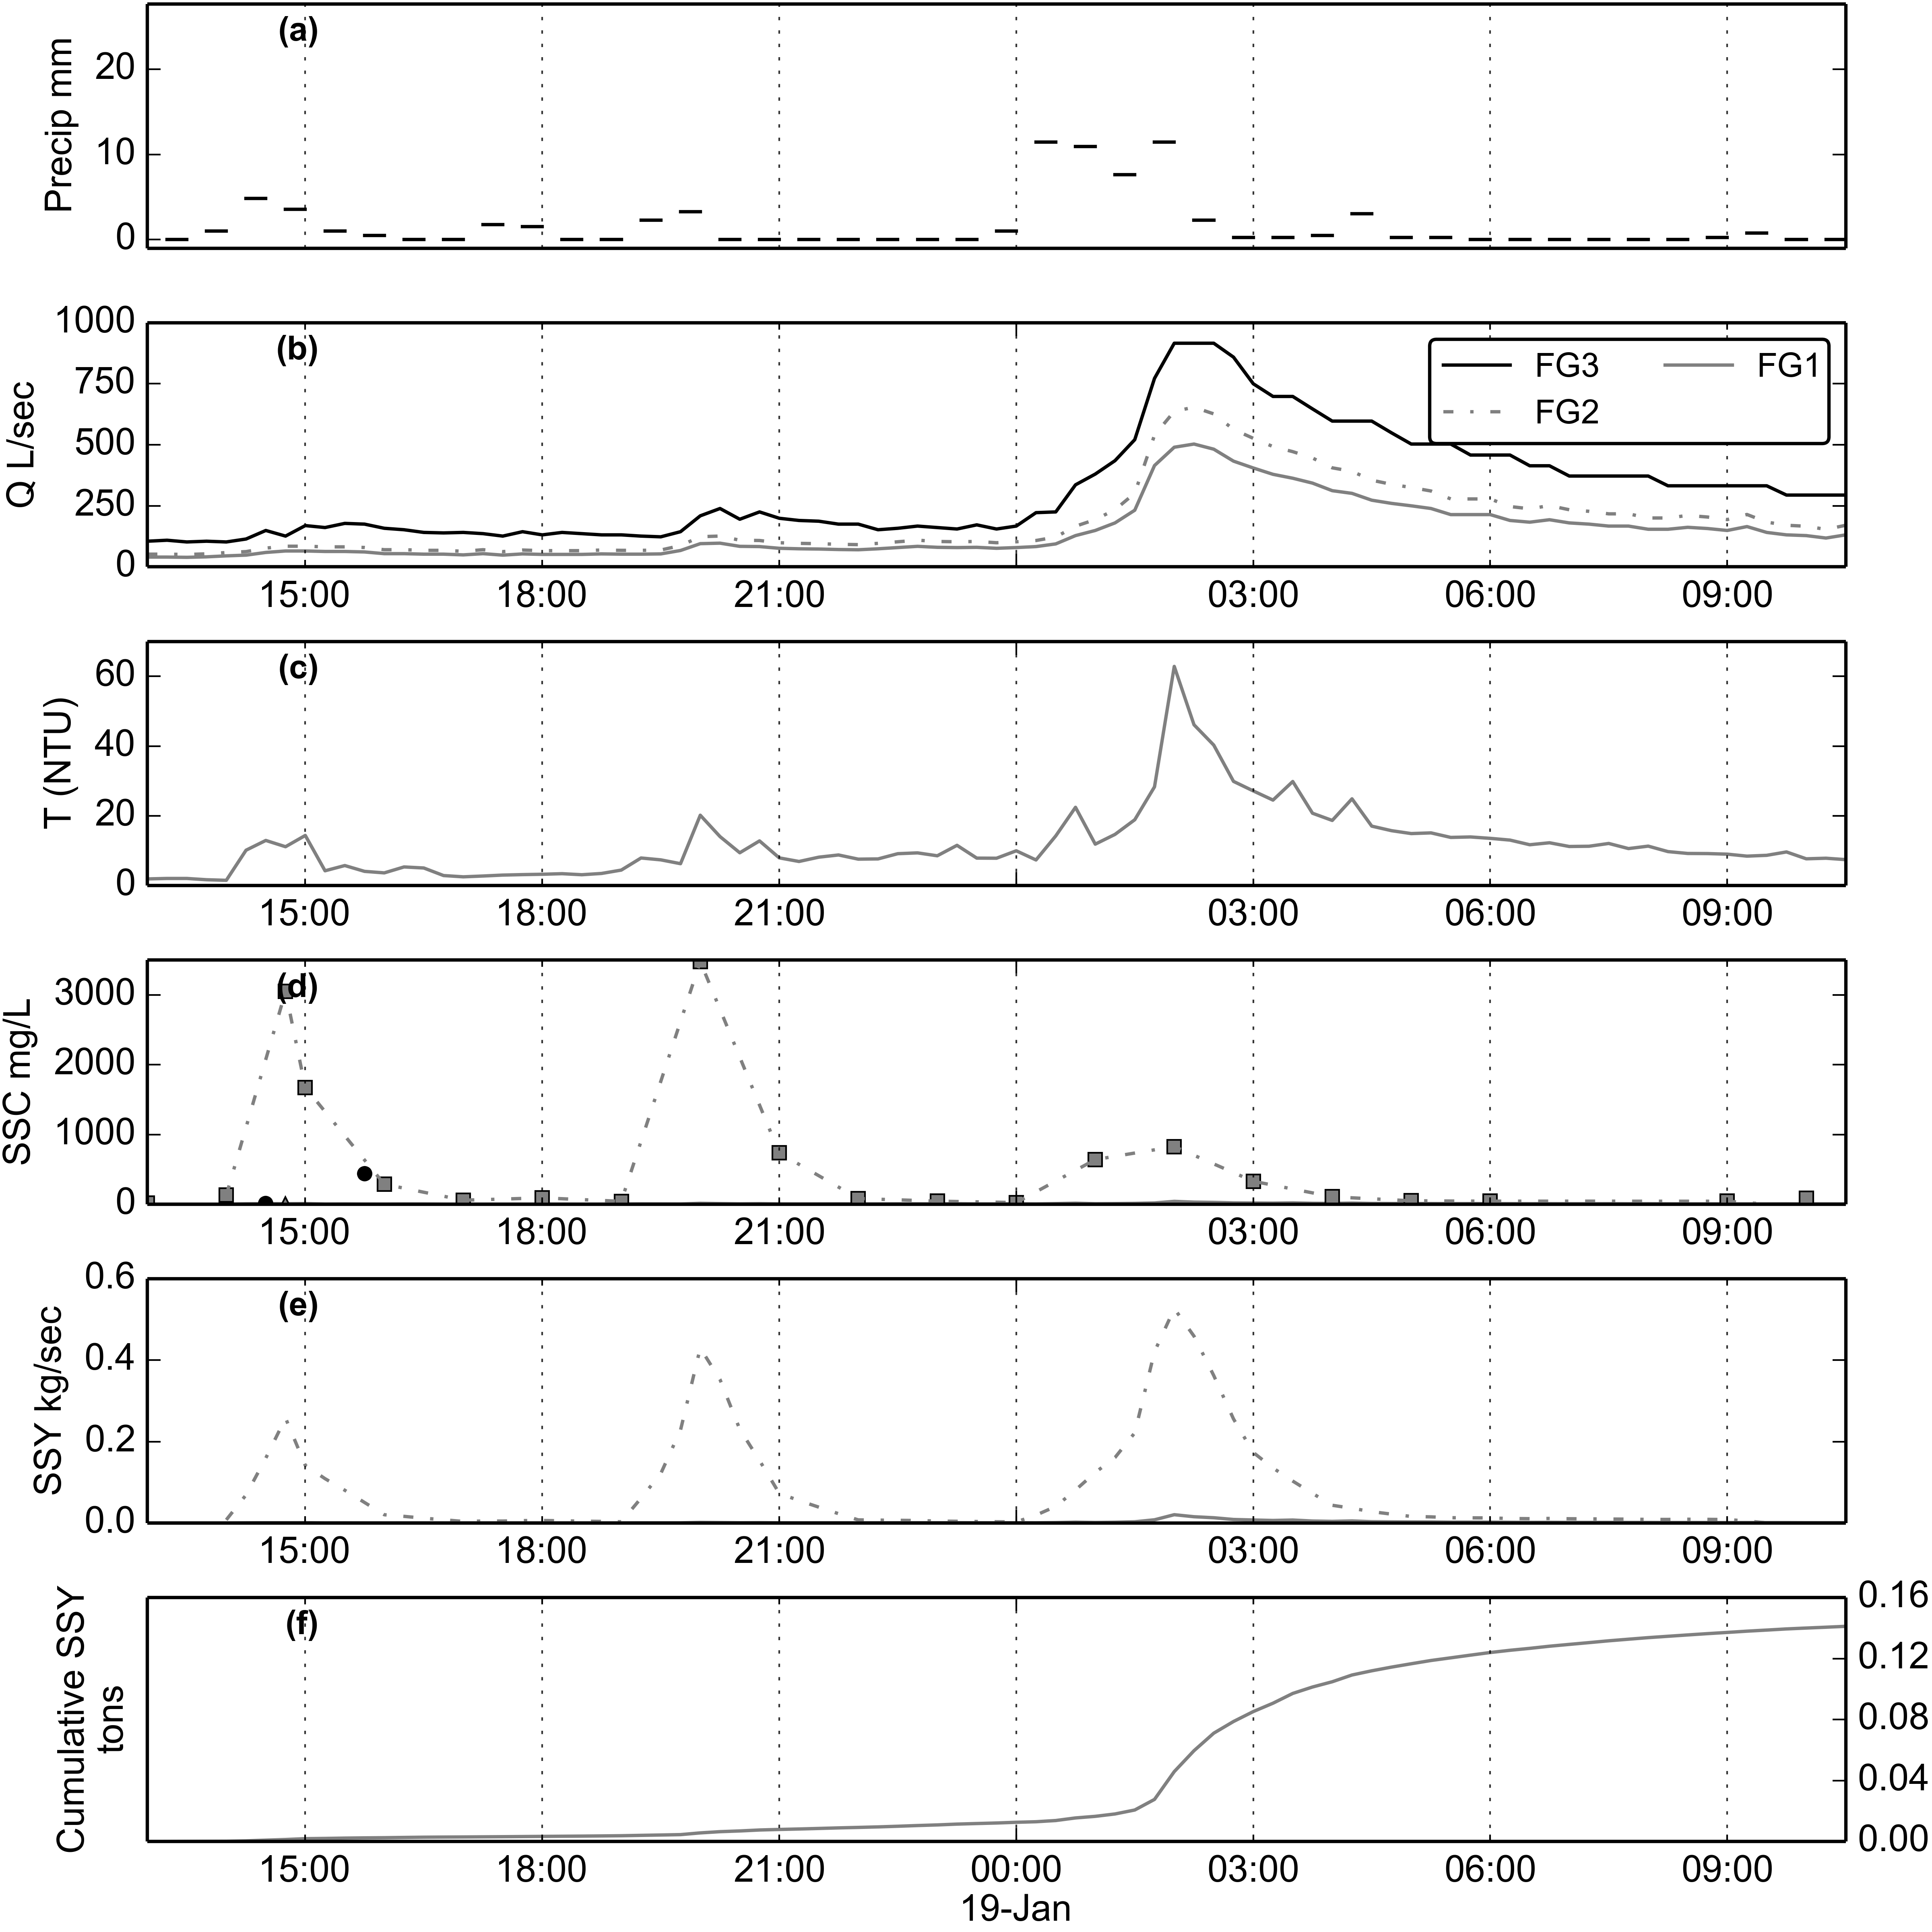 (a)
Precip mm
20
10
0
(b)
Q L/sec
1000
750
500
250
0
FG3 FG1
FG2
15:00 18:00 21:00 03:00 06:00 09:00
(c)
T (NTU)
60
40
20
0
15:00 18:00 21:00 03:00 06:00 09:00
(d)
SSC mg/L
3000
2000
1000
0
15:00 18:00 21:00 03:00 06:00 09:00
(e)
SSY kg/sec
0.6
0.4
0.2
0.0
15:00 18:00 21:00 03:00 06:00 09:00
(f)
Cumulative SSY
tons
0.16
0.12
0.08
0.04
0.00
15:00 18:00 21:00 00:00 03:00 06:00 09:00
19-Jan